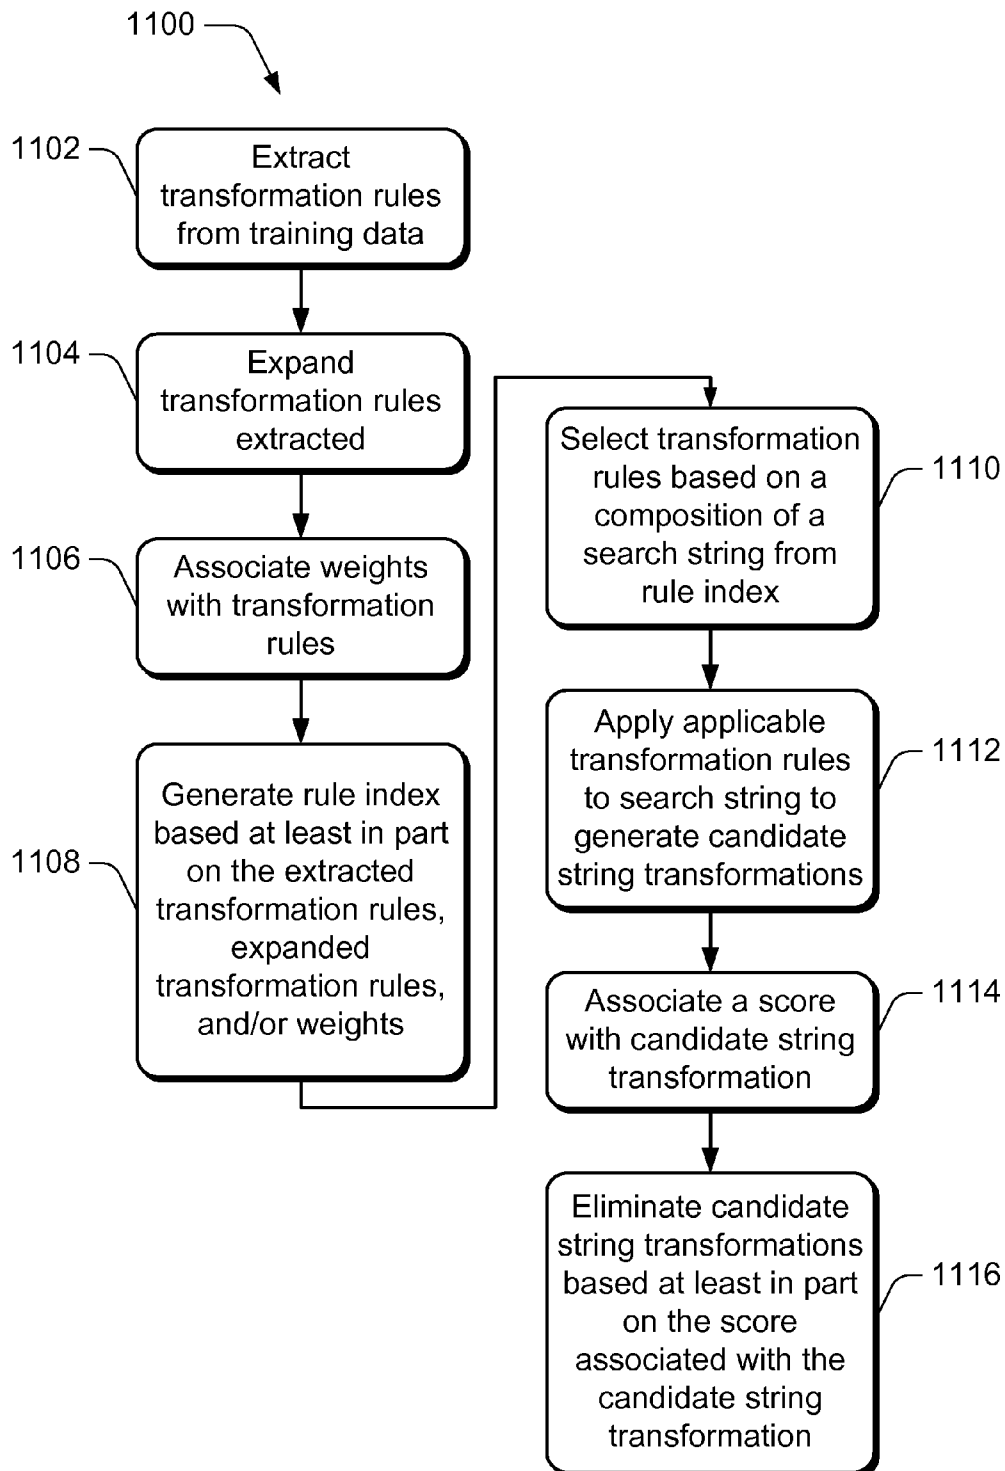 1100
1102
Extract
transformation rules
from training data
1104
Expand
transformation rules
extracted
1106
Associate weights
with transformation
rules
1108
Generate rule index
based at least in part
on the extracted
transformation rules,
expanded
transformation rules,
and/or weights
Select transformation
rules based on a
composition of a
search string from
rule index
1110
Apply applicable
transformation rules
to search string to
generate candidate
string transformations
1112
Associate a score
with candidate string
transformation
1114
Eliminate candidate
string transformations
based at least in part
on the score
associated with the
candidate string
transformation
1116